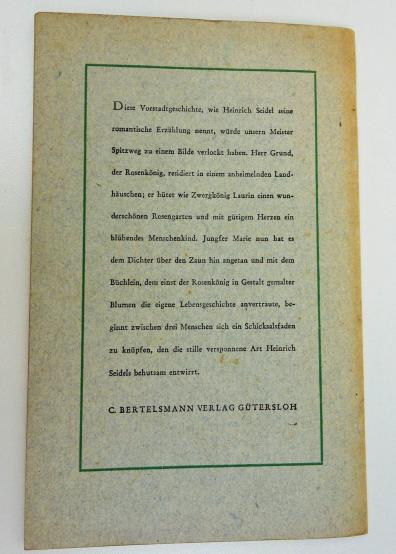 Diese Vorstadtgeschichte, wie Heinrich Seidel seine
romantische Erzählung nennt, würde unsern Meister
Spitzweg zu einem Bilde verlockt haben. Herr Grund,
der Rosenkönig, residiert in einem anheimelnden Land-
häuschen; er hütet wie Zwergkönig Laurin einen wun-
derschönen Rosengarten und mit gütigem Herzen ein
blühendes Menschenkind. Jungfer Marie nun hat es
dem Dichter über den Zaun hin angetan und mit dem
Büchlein, dem einst der Rosenkönig in Gestalt gemalter
Blumen die eigene Lebensgeschichte anvertraute, be-
ginnt zwischen drei Menschen sich ein Schicksalsfaden
zu knüpfen, den die stille versponnene Art Heinrich
Seidels behutsam entwirrt.
C. BERTELSMANN VERLAG GÜTERSLOH